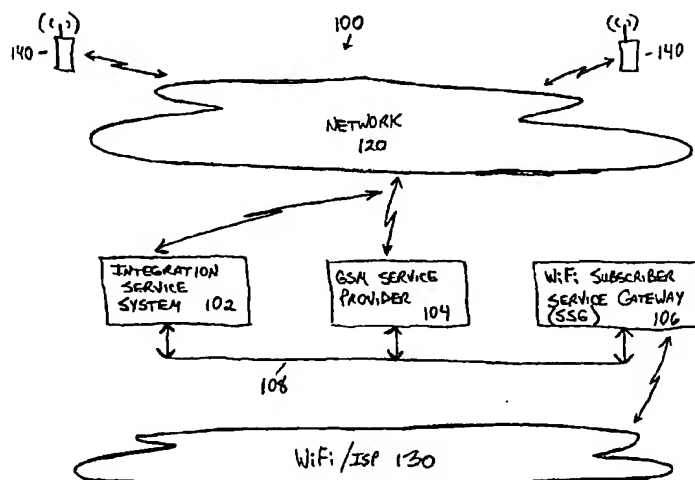 100
140
140
NETWORK
120
INTEGRATION
SERVICE
SYSTEM 102
GSM SERVICE
PROVIDER
104
WiFi SUBSCRIBER
SERVICE GATEWAY
(SSG) 106
108
WiFi/ISP 130